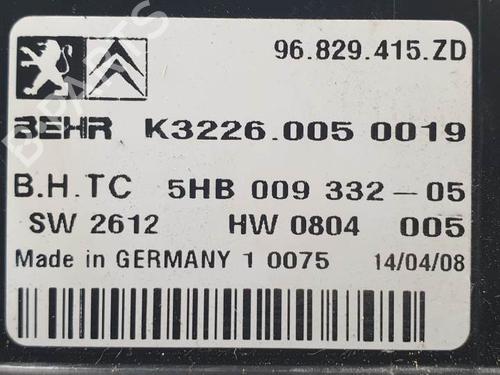 96.829.415.ZD
BEHR K3226.005 0019
B.H.TC 5HB 009 332-05
SW 2612 HW 0804 005
Made in GERMANY 1 0075 14/04/08
B-PARTS